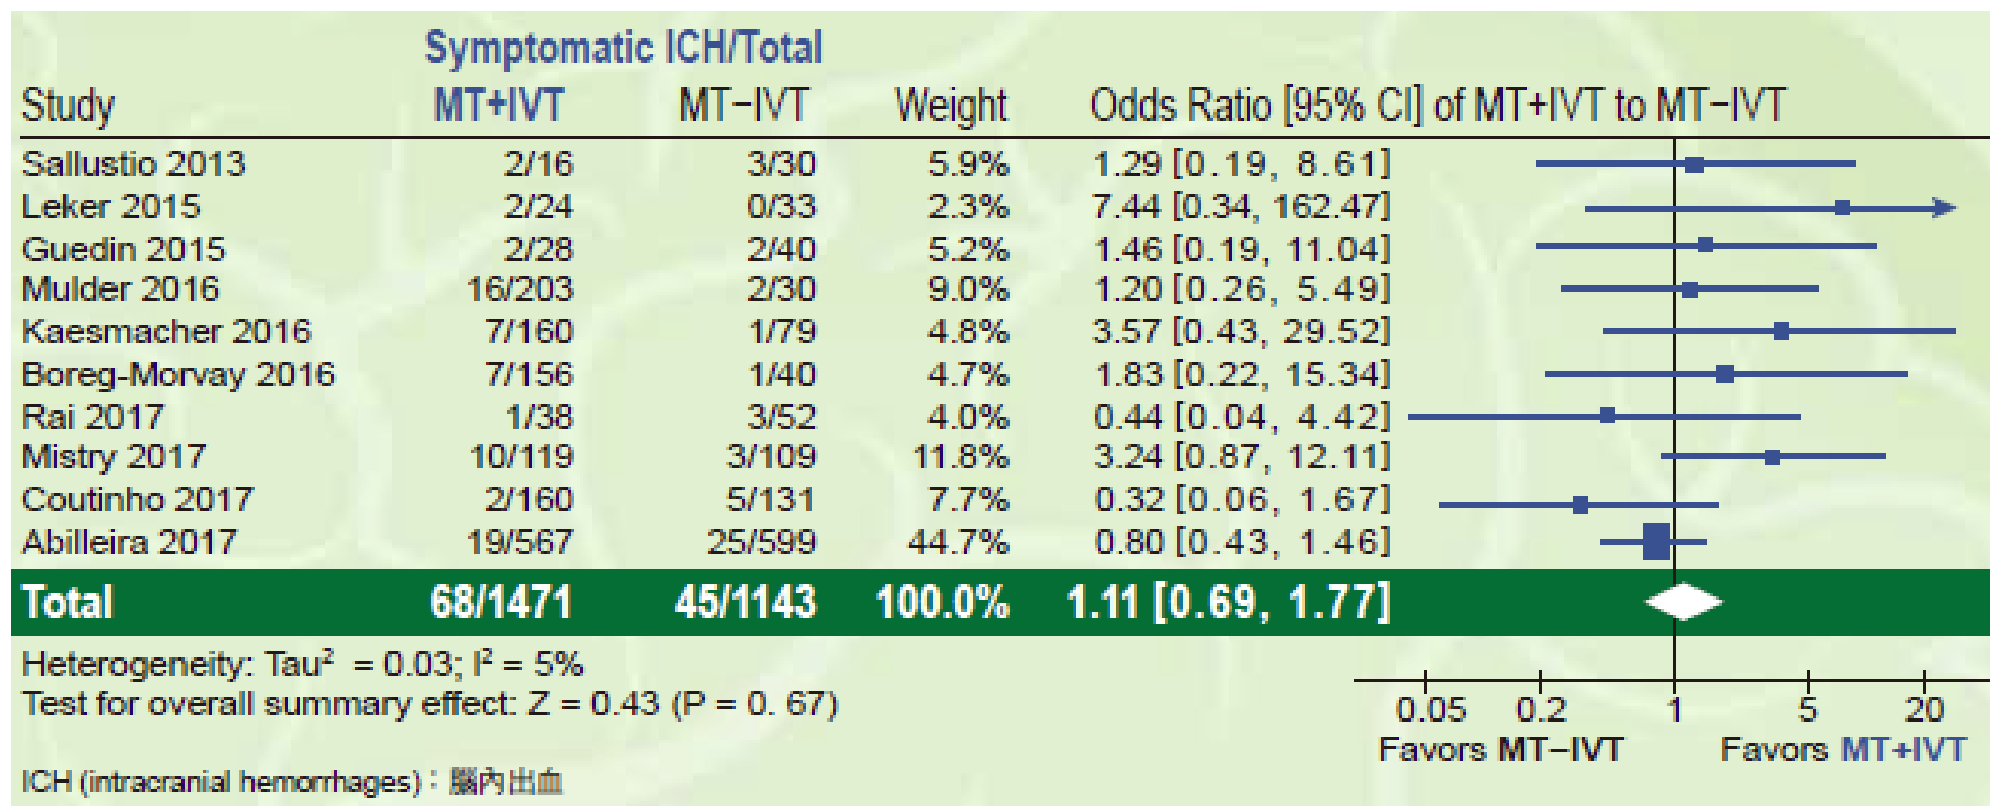 Symptomatic ICH/Total
Study MT+IVT MT−IVT Weight Odds Ratio [95% CI] of MT+IVT to MT−IVT
Sallustio 2013 2/16 3/30 5.9% 1.29 [0.19, 8.61]
Leker 2015 2/24 0/33 2.3% 7.44 [0.34, 162.47]
Guedin 2015 2/28 2/40 5.2% 1.46 [0.19, 11.04]
Mulder 2016 16/203 2/30 9.0% 1.20 [0.26, 5.49]
Kaesmacher 2016 7/160 1/79 4.8% 3.57 [0.43, 29.52]
Boreg-Morvay 2016 7/156 1/40 4.7% 1.83 [0.22, 15.34]
Rai 2017 1/38 3/52 4.0% 0.44 [0.04, 4.42]
Mistry 2017 10/119 3/109 11.8% 3.24 [0.87, 12.11]
Coutinho 2017 2/160 5/131 7.7% 0.32 [0.06, 1.67]
Abilleira 2017 19/567 25/599 44.7% 0.80 [0.43, 1.46]
Total 68/1471 45/1143 100.0% 1.11 [0.69, 1.77]
Heterogeneity: Tau² = 0.03; I² = 5%
Test for overall summary effect: Z = 0.43 (P = 0. 67)
0.05 0.2 1 5 20
Favors MT−IVT Favors MT+IVT
ICH (intracranial hemorrhages)：腦內出血